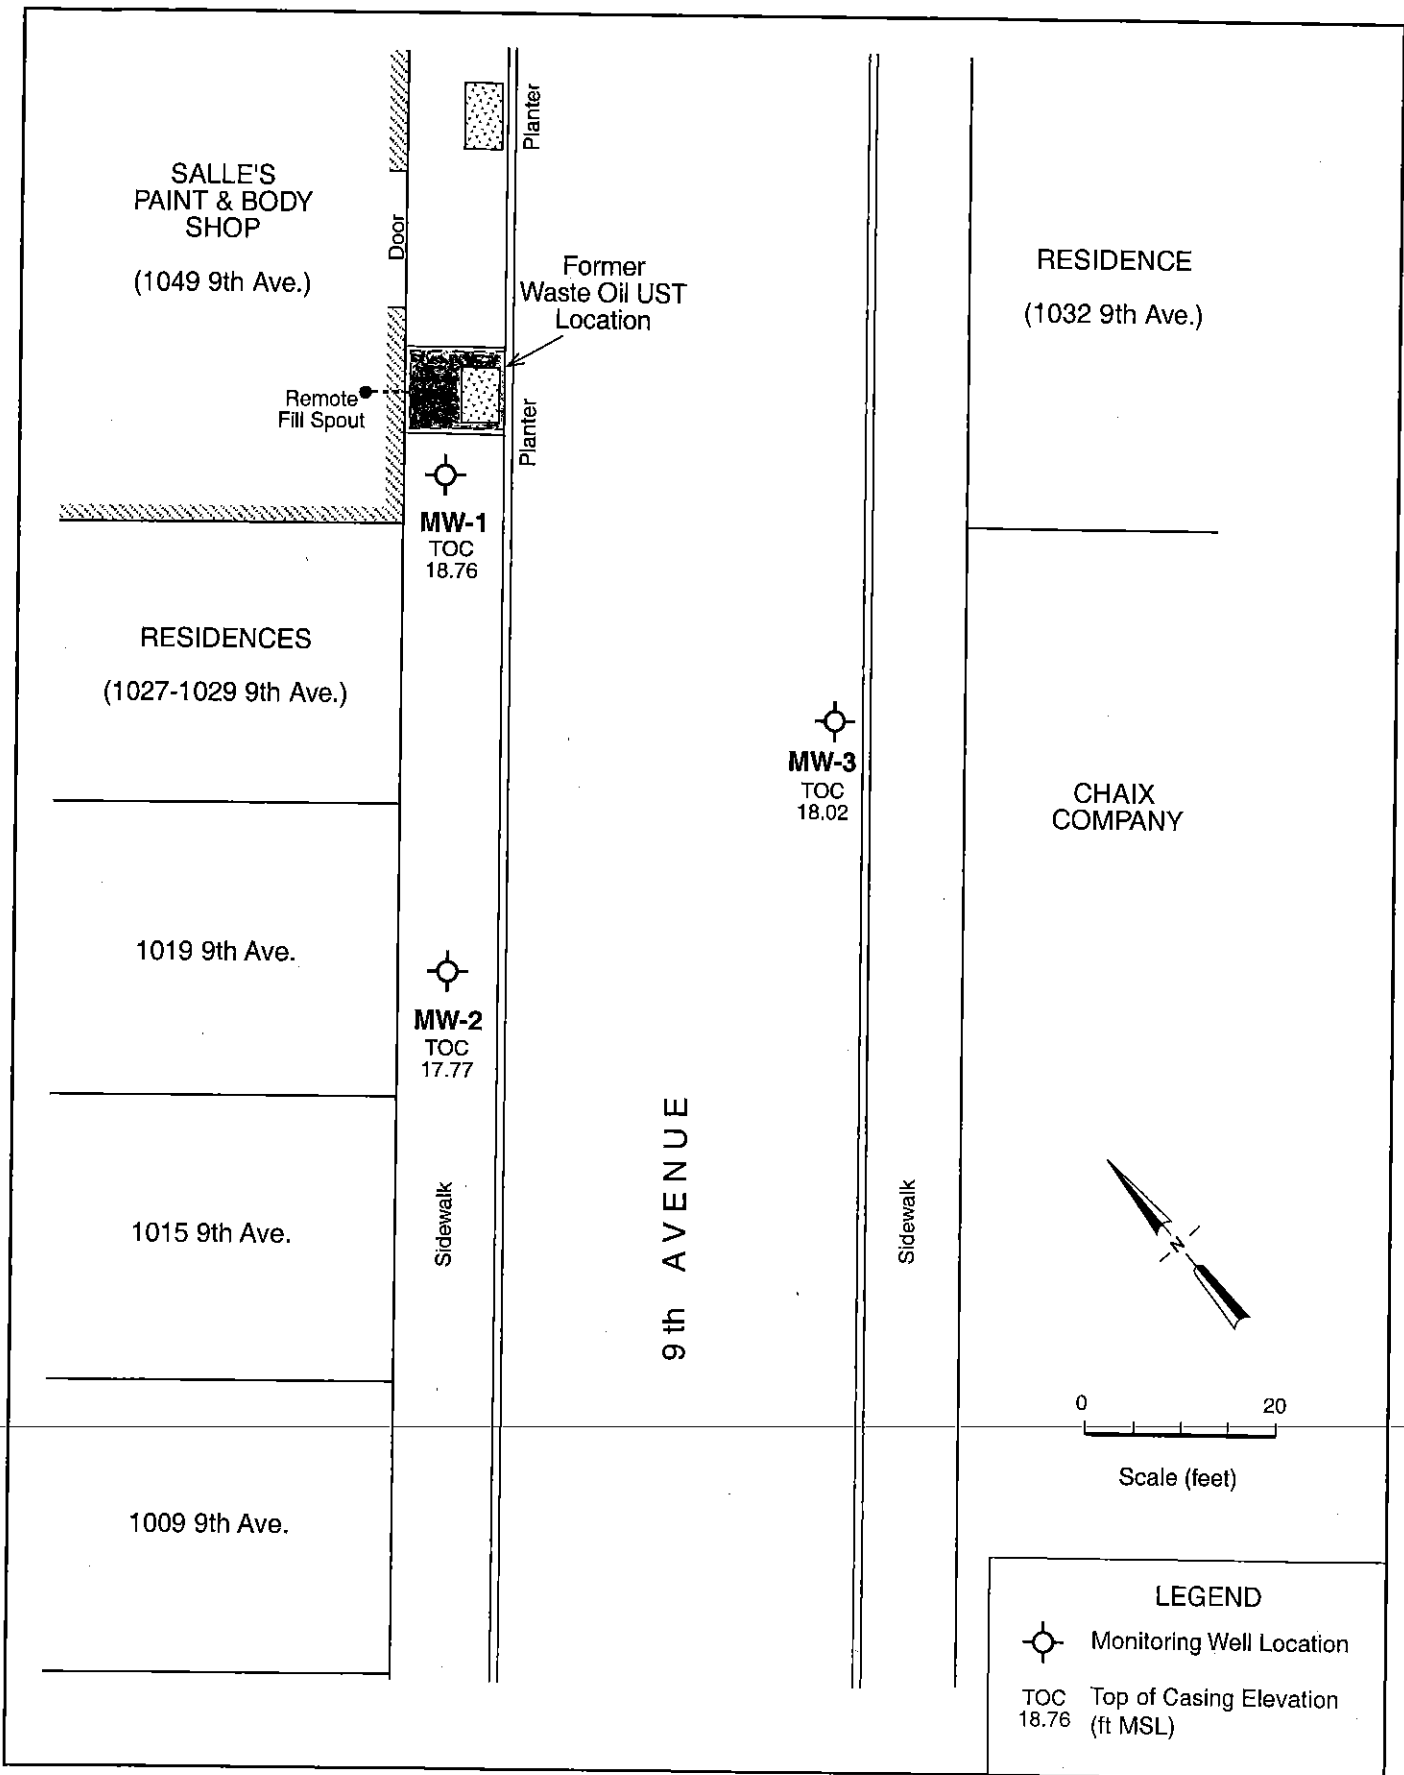 Planter
SALLE'S
PAINT & BODY
SHOP
(1049 9th Ave.)
Door
Former
Waste Oil UST
Location
RESIDENCE
(1032 9th Ave.)
Remote
Fill Spout
Planter
MW-1
TOC
18.76
RESIDENCES
(1027-1029 9th Ave.)
MW-3
TOC
18.02
CHAIX
COMPANY
1019 9th Ave.
MW-2
TOC
17.77
9th AVENUE
Sidewalk
Sidewalk
1015 9th Ave.
N
0 20
Scale (feet)
1009 9th Ave.
LEGEND
Monitoring Well Location
TOC
18.76
Top of Casing Elevation
(ft MSL)